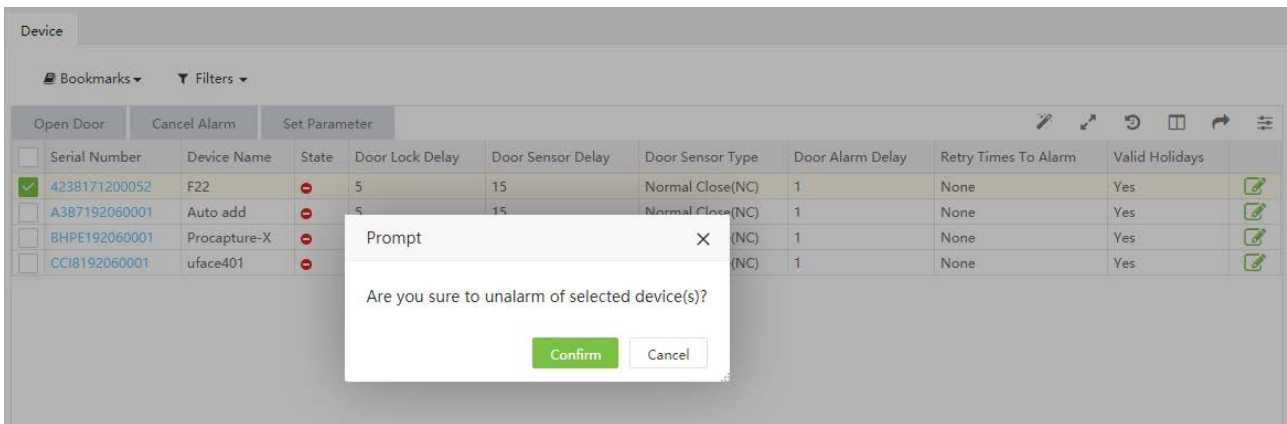 Device
Bookmarks Filters
Open Door Cancel Alarm Set Parameter
Serial Number Device Name State Door Lock Delay Door Sensor Delay Door Sensor Type Door Alarm Delay Retry Times To Alarm Valid Holidays
4238171200052 F22 5 15 Normal Close(NC) 1 None Yes
A3B7192060001 Auto add 5 15 Normal Close(NC) 1 None Yes
BHPE192060001 Procapture-X (NC) 1 None Yes
CCI8192060001 uface401 (NC) 1 None Yes
Prompt
Are you sure to unalarm of selected device(s)?
Confirm Cancel